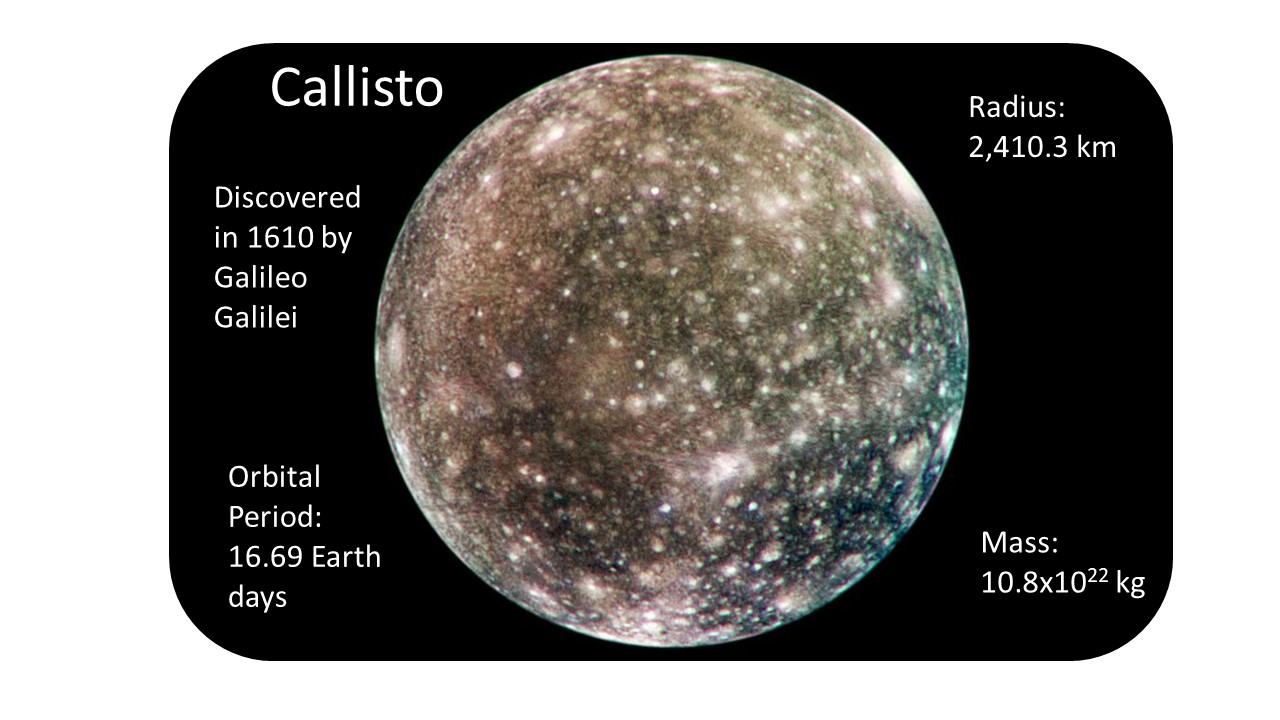 Callisto
Radius:
2,410.3 km
Discovered
in 1610 by
Galileo
Galilei
Orbital
Period:
16.69 Earth
days
Mass:
10.8x10²² kg